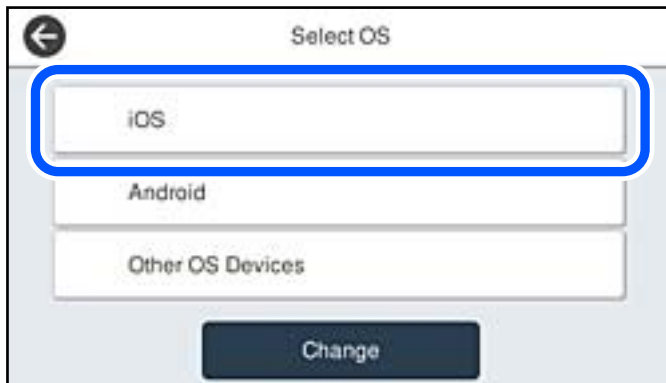 Select OS
iOS
Android
Other OS Devices
Change